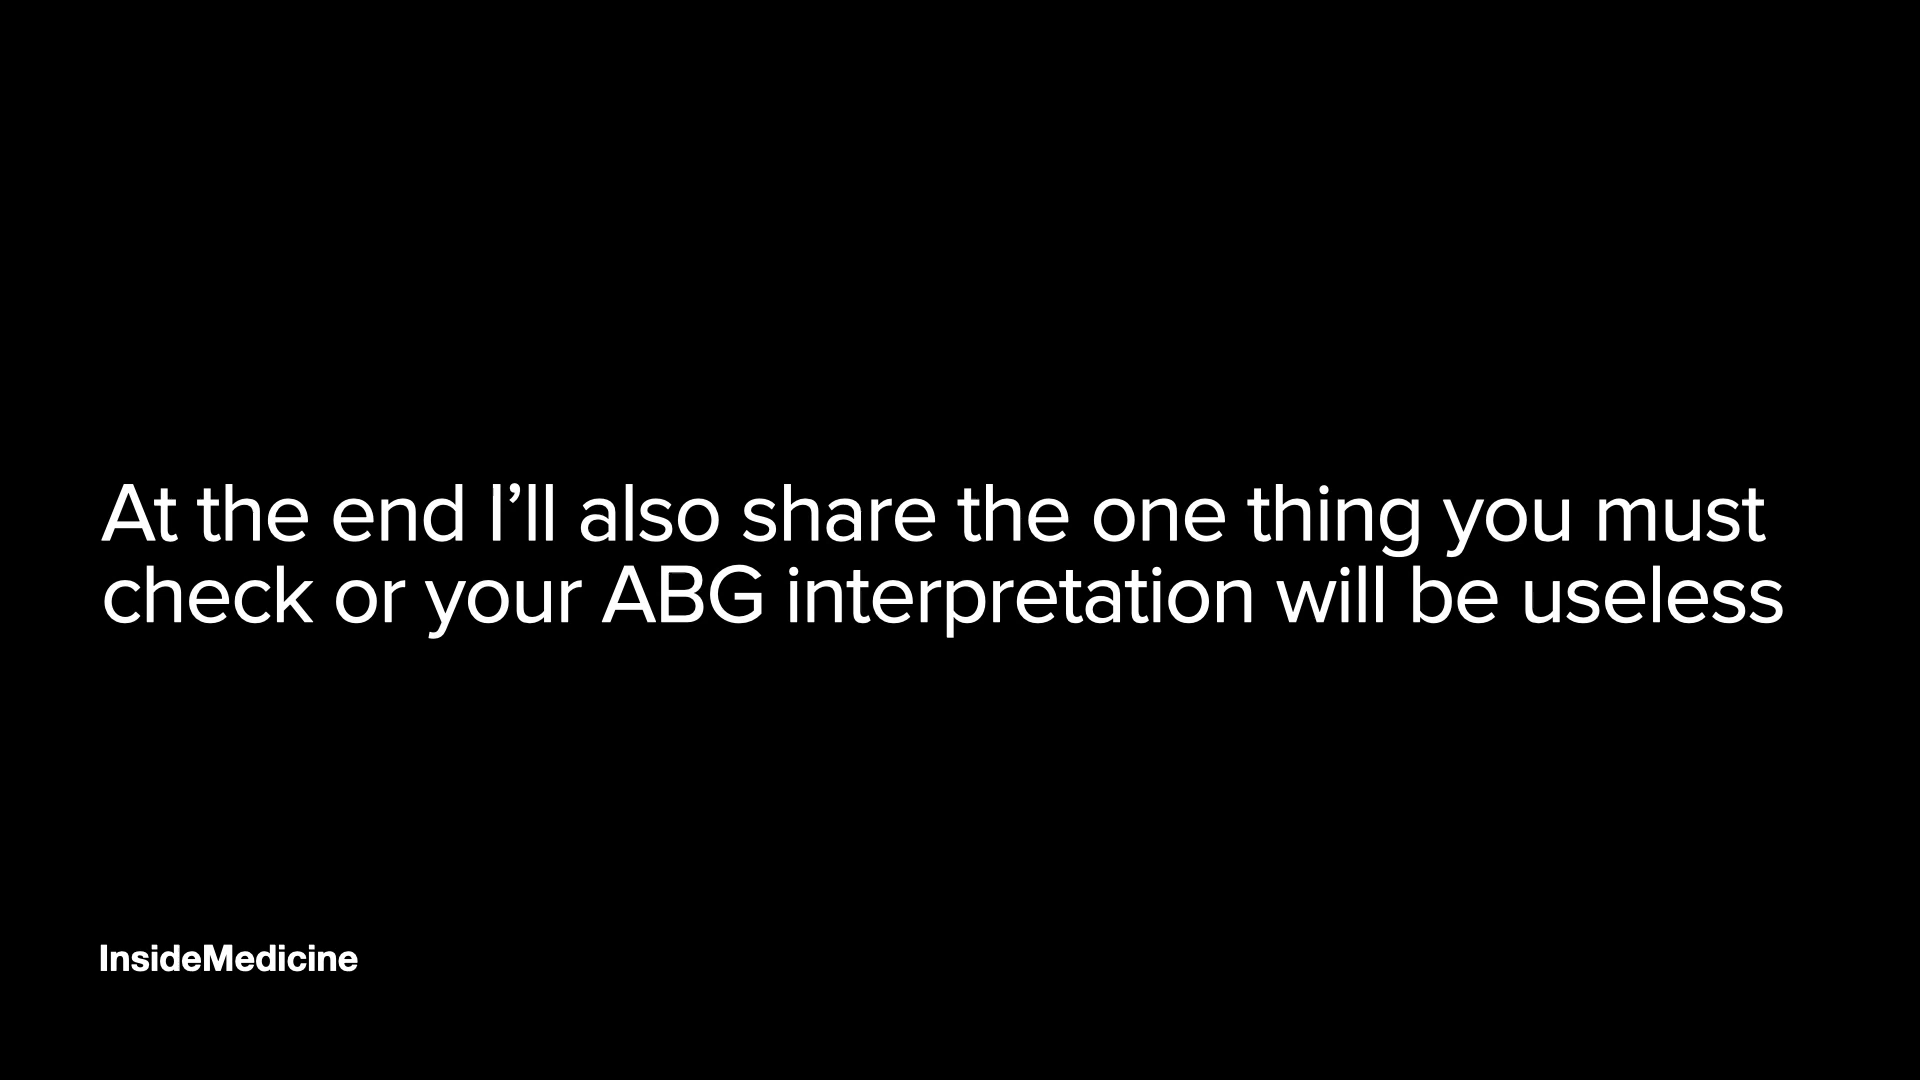 At the end I’ll also share the one thing you must
check or your ABG interpretation will be useless
InsideMedicine